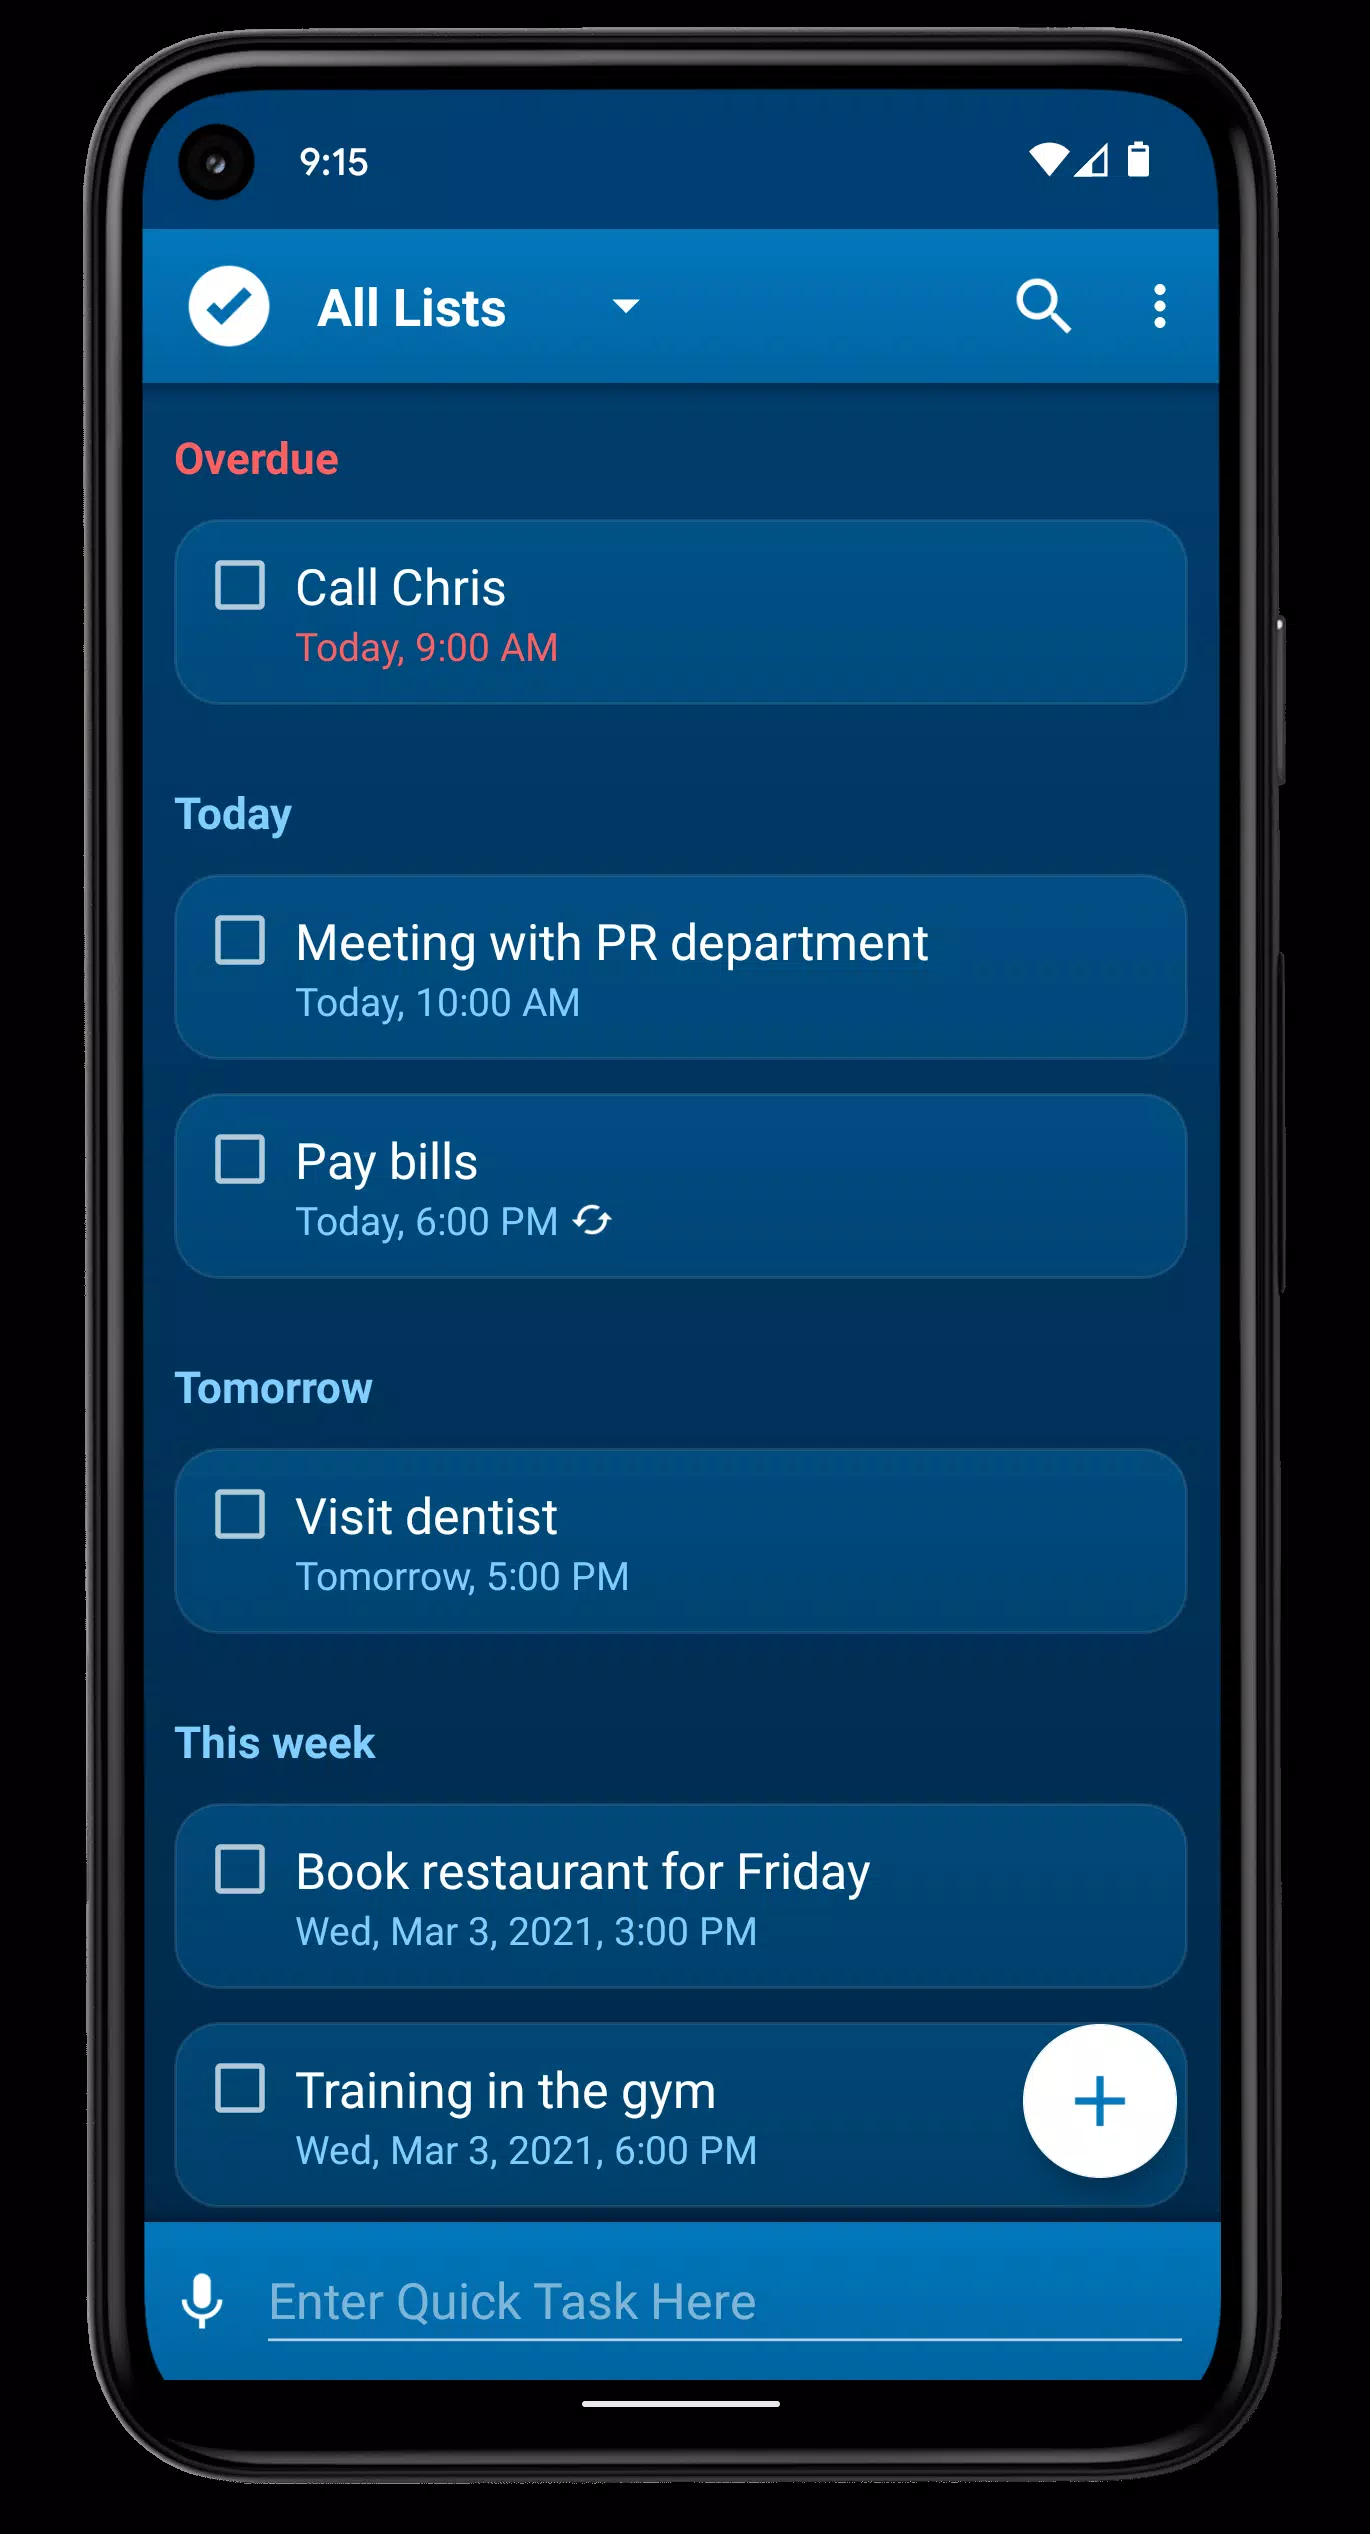 9:15
All Lists
Overdue
Call Chris
Today, 9:00 AM
Today
Meeting with PR department
Today, 10:00 AM
Pay bills
Today, 6:00 PM
Tomorrow
Visit dentist
Tomorrow, 5:00 PM
This week
Book restaurant for Friday
Wed, Mar 3, 2021, 3:00 PM
Training in the gym
Wed, Mar 3, 2021, 6:00 PM
Enter Quick Task Here